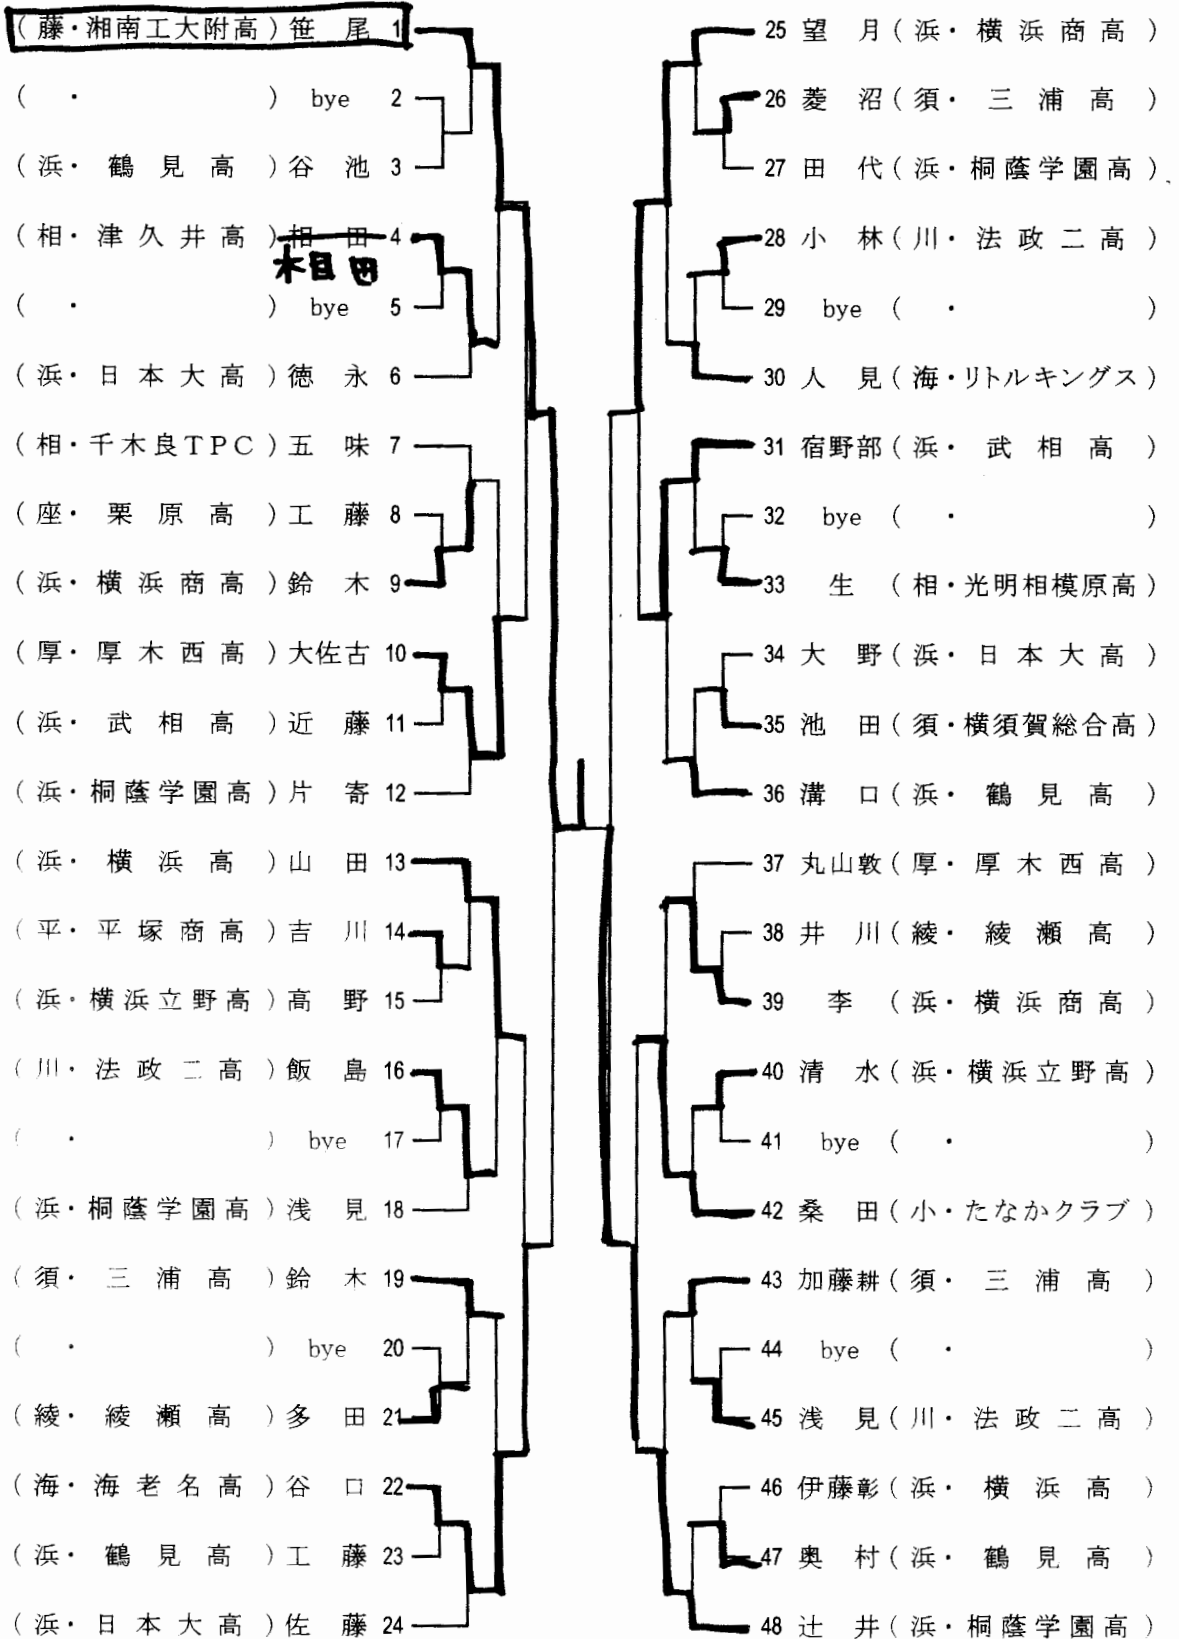 (藤・湘南工大附高)笹尾 1
(・) bye 2
(浜・鶴見高)谷池 3
(相・津久井高)相田 4
相田
(・) bye 5
(浜・日本大高)徳永 6
(相・千木良TPC)五味 7
(座・栗原高)工藤 8
(浜・横浜商高)鈴木 9
(厚・厚木西高)大佐古 10
(浜・武相高)近藤 11
(浜・桐蔭学園高)片寄 12
(浜・横浜高)山田 13
(平・平塚商高)吉川 14
(浜・横浜立野高)高野 15
(川・法政二高)飯島 16
(・) bye 17
(浜・桐蔭学園高)浅見 18
(須・三浦高)鈴木 19
(・) bye 20
(綾・綾瀬高)多田 21
(海・海老名高)谷口 22
(浜・鶴見高)工藤 23
(浜・日本大高)佐藤 24
25 望月(浜・横浜商高)
26 菱沼(須・三浦高)
27 田代(浜・桐蔭学園高)
28 小林(川・法政二高)
29 bye (・)
30 人見(海・リトルキングス)
31 宿野部(浜・武相高)
32 bye (・)
33 生(相・光明相模原高)
34 大野(浜・日本大高)
35 池田(須・横須賀総合高)
36 溝口(浜・鶴見高)
37 丸山敦(厚・厚木西高)
38 井川(綾・綾瀬高)
39 李(浜・横浜商高)
40 清水(浜・横浜立野高)
41 bye (・)
42 桑田(小・たなかクラブ)
43 加藤耕(須・三浦高)
44 bye (・)
45 浅見(川・法政二高)
46 伊藤彰(浜・横浜高)
47 奥村(浜・鶴見高)
48 辻井(浜・桐蔭学園高)